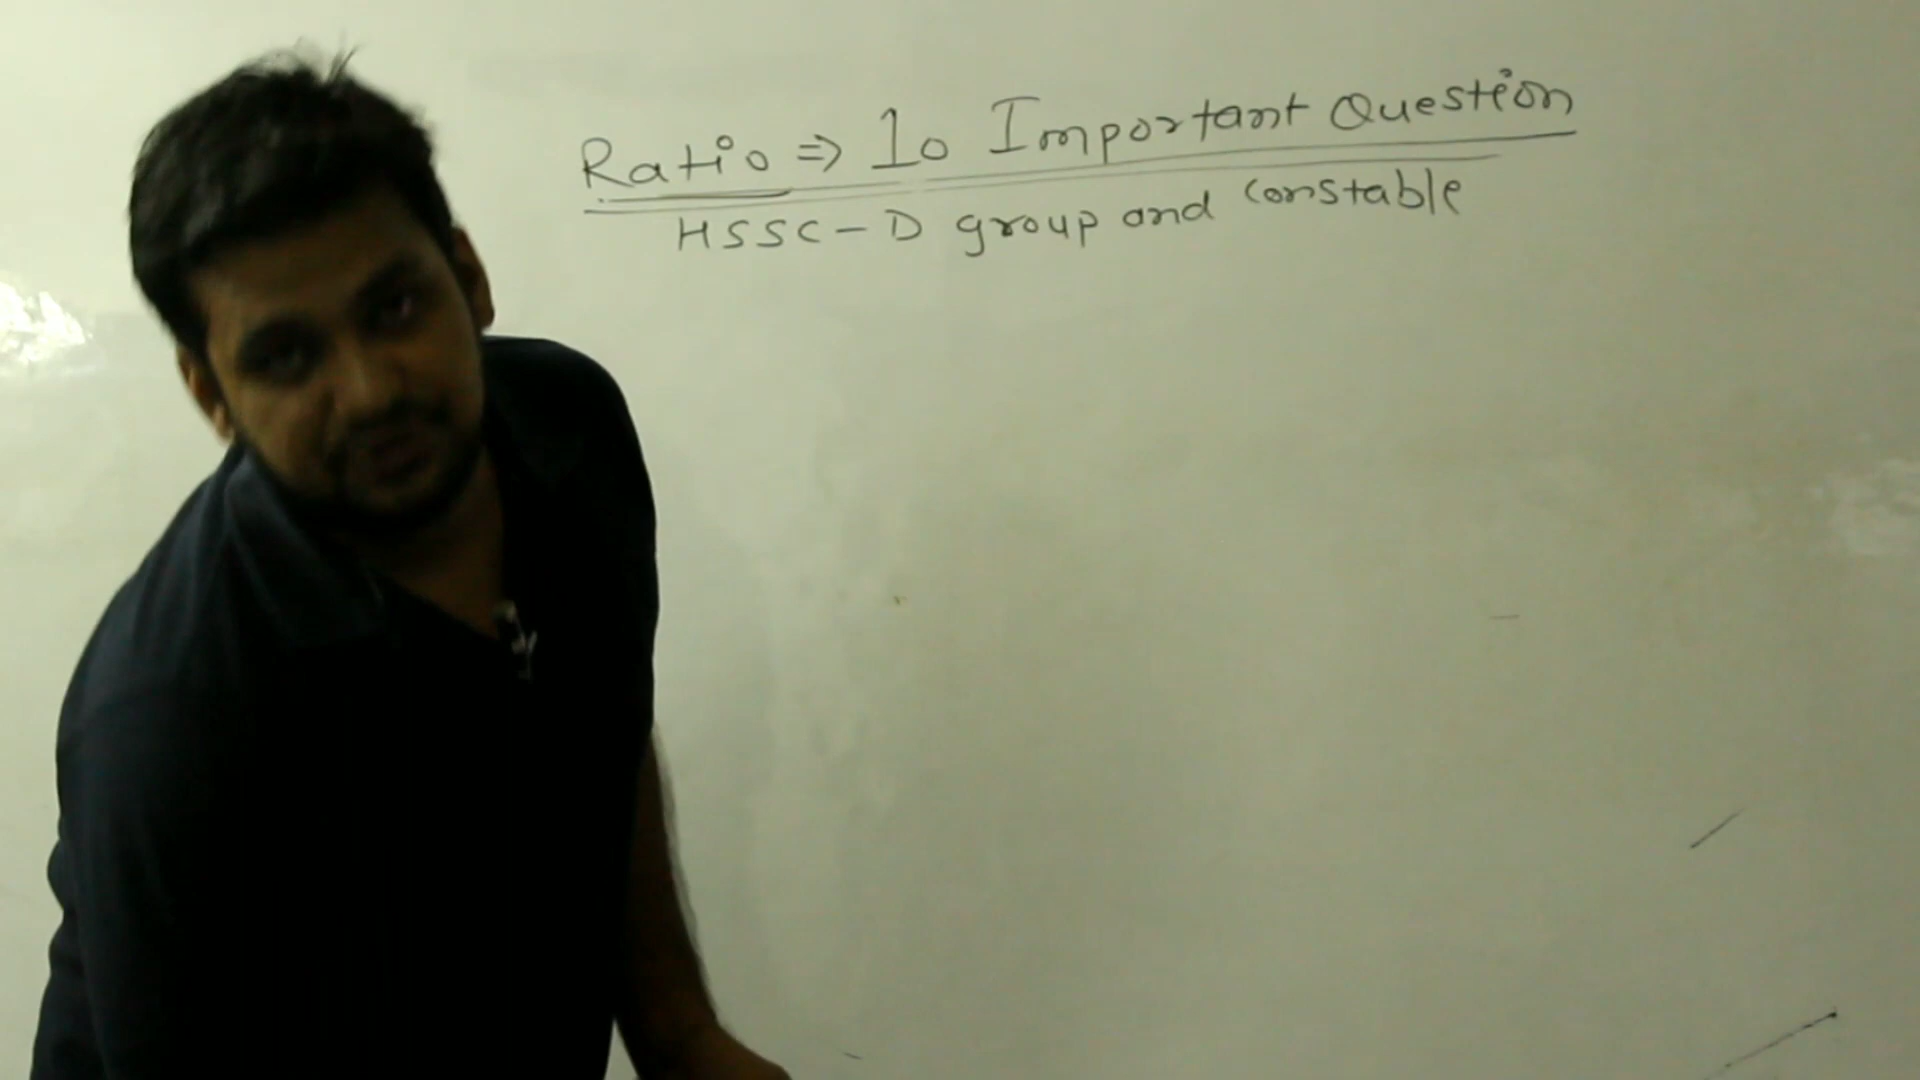 Ratio ⇒ 10 Important Question
HSSC-D group and constable